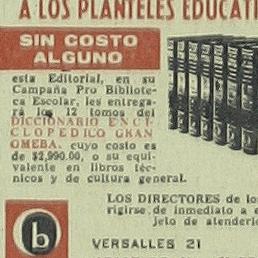 A LOS PLANTELES EDUCATI
SIN COSTO
ALGUNO
esta Editorial, en su
Campaña Pro Bibliote-
ca Escolar, les entrega-
rá los 12 tomos del
DICCIONARIO ENCI-
CLOPEDICO GRAN
OMEBA. cuyo costo es
de $2,990.00, o su equi-
valente en libros téc-
nicos y de cultura general.
LOS DIRECTORES de los
rigirse de inmediato a e
jeto de atenderle
b
VERSALLES 21